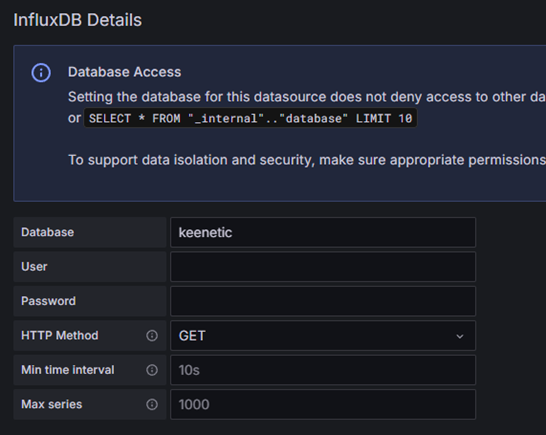 InfluxDB Details
Database Access
Setting the database for this datasource does not deny access to other da
or SELECT * FROM "_internal".."database" LIMIT 10
To support data isolation and security, make sure appropriate permissions
Database keenetic
User
Password
HTTP Method GET
Min time interval 10s
Max series 1000